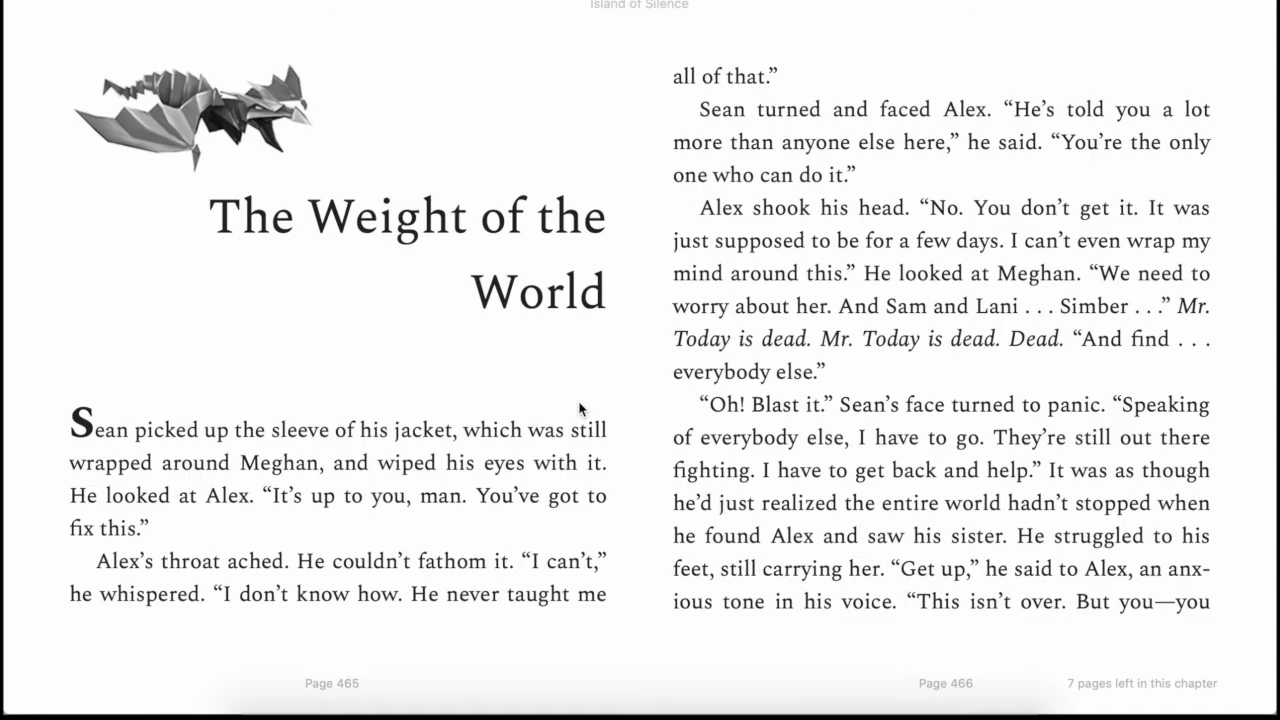 Island of Silence
The Weight of the
World
Sean picked up the sleeve of his jacket, which was still
wrapped around Meghan, and wiped his eyes with it.
He looked at Alex. “It’s up to you, man. You’ve got to
fix this.”
Alex’s throat ached. He couldn’t fathom it. “I can’t,”
he whispered. “I don’t know how. He never taught me
all of that.”
Sean turned and faced Alex. “He’s told you a lot
more than anyone else here,” he said. “You’re the only
one who can do it.”
Alex shook his head. “No. You don’t get it. It was
just supposed to be for a few days. I can’t even wrap my
mind around this.” He looked at Meghan. “We need to
worry about her. And Sam and Lani . . . Simber . . .” Mr.
Today is dead. Mr. Today is dead. Dead. “And find . . .
everybody else.”
“Oh! Blast it.” Sean’s face turned to panic. “Speaking
of everybody else, I have to go. They’re still out there
fighting. I have to get back and help.” It was as though
he’d just realized the entire world hadn’t stopped when
he found Alex and saw his sister. He struggled to his
feet, still carrying her. “Get up,” he said to Alex, an anx-
ious tone in his voice. “This isn’t over. But you—you
Page 465
Page 466
7 pages left in this chapter